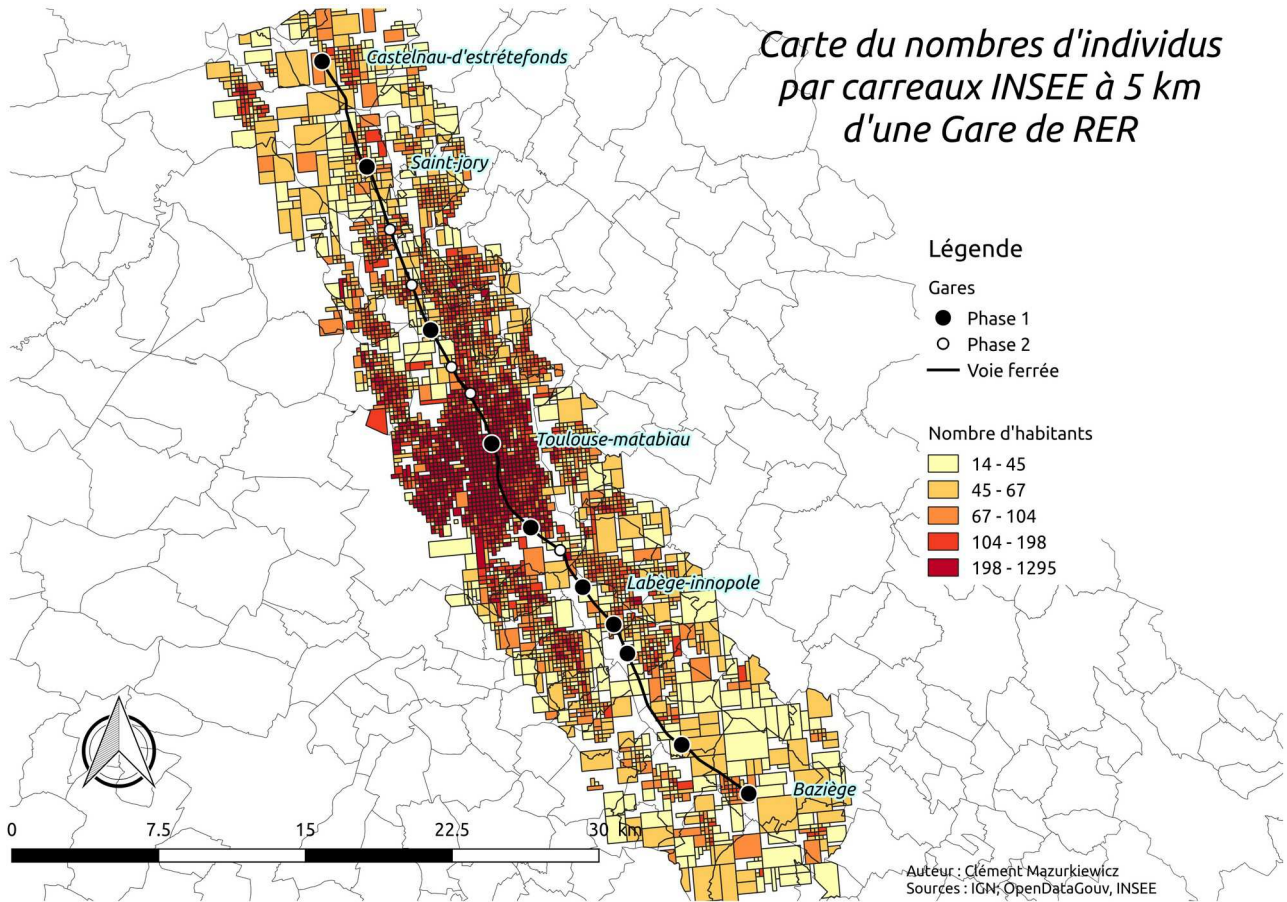 Carte du nombres d'individus
par carreaux INSEE à 5 km
d'une Gare de RER
Castelnau-d'estrétefonds
Saint-jory
Toulouse-matabiau
Labège-innopole
Baziège
Légende
Gares
Phase 1
Phase 2
Voie ferrée
Nombre d'habitants
14 - 45
45 - 67
67 - 104
104 - 198
198 - 1295
0 7.5 15 22.5 30 km
Auteur : Clément Mazurkiewicz
Sources : IGN, OpenDataGouv, INSEE